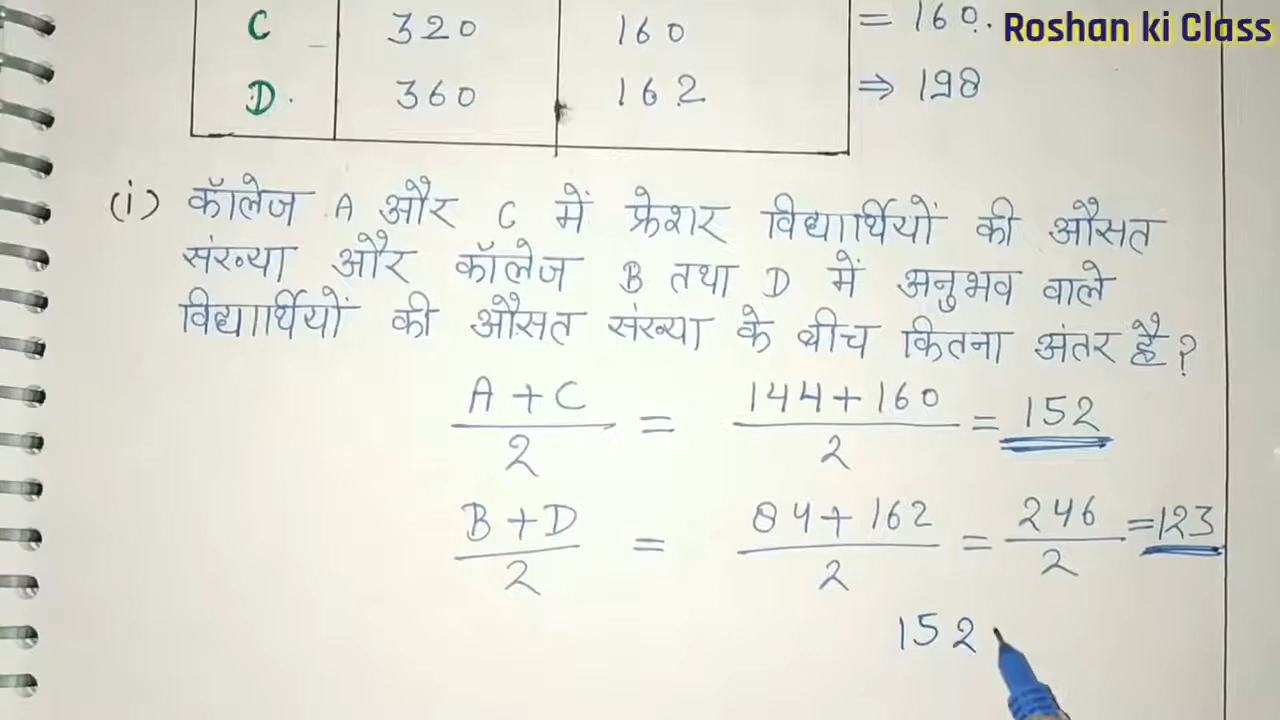 C 320 160 = 160.
Roshan ki Class
D. 360 162 ⇒ 198
(i) कॉलेज A और C में फ्रेशर विद्यार्थियों की औसत
संख्या और कॉलेज B तथा D में अनुभव वाले
विद्यार्थियों की औसत संख्या के बीच कितना अंतर है?
A + C / 2 = 144 + 160 / 2 = 152
B + D / 2 = 84 + 162 / 2 = 246 / 2 = 123
152